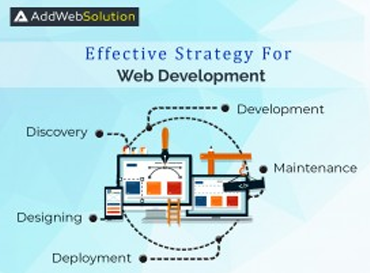 AddWebSolution
Effective Strategy For
Web Development
Development
Discovery
Maintenance
Designing
Deployment